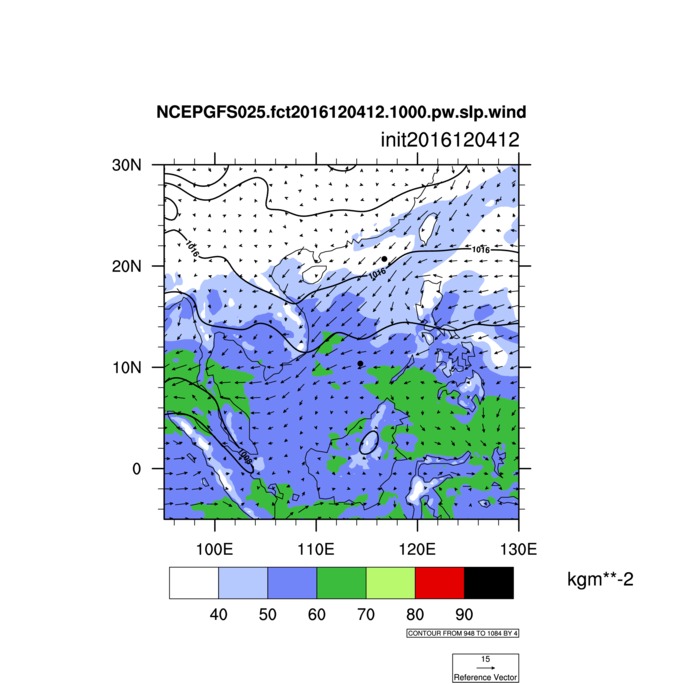 NCEPGFS025.fct2016120412.1000.pw.slp.wind
init2016120412
30N
1016
1016
20N
1016
10N
1008
0
100E 110E 120E 130E
kgm**-2
40 50 60 70 80 90
CONTOUR FROM 948 TO 1084 BY 4
15
Reference Vector